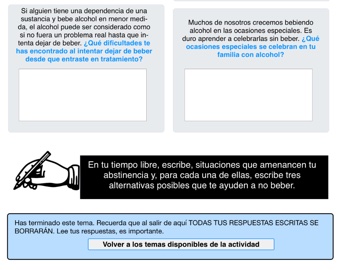 Si alguien tiene una dependencia de una
sustancia y bebe alcohol en menor medi-
da, el alcohol puede ser considerado como
si no fuera un problema real hasta que in-
tenta dejar de beber. ¿Qué dificultades te
has encontrado al intentar dejar de beber
desde que entraste en tratamiento?
Muchos de nosotros crecemos bebiendo
alcohol en las ocasiones especiales. Es
duro aprender a celebrarlas sin beber. ¿Qué
ocasiones especiales se celebran en tu
familia con alcohol?
En tu tiempo libre, escribe, situaciones que amenancen tu
abstinencia y, para cada una de ellas, escribe tres
alternativas posibles que te ayuden a no beber.
Has terminado este tema. Recuerda que al salir de aquí TODAS TUS RESPUESTAS ESCRITAS SE
BORRARÁN. Lee tus respuestas, es importante.
Volver a los temas disponibles de la actividad